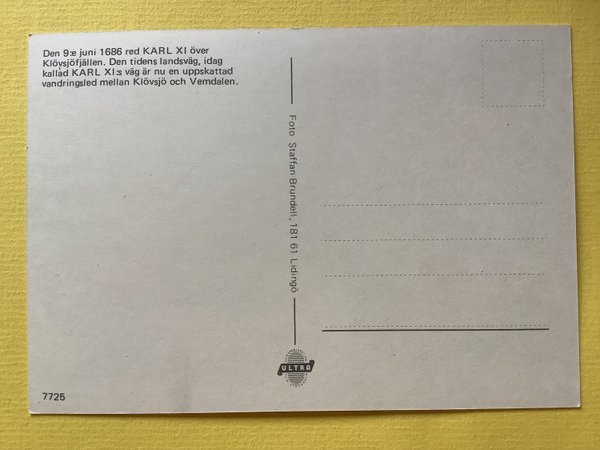 Den 9:e juni 1686 red KARL XI över
Klövsjöfjällen. Den tidens landsväg, idag
kallad KARL XI:s väg är nu en uppskattad
vandringsled mellan Klövsjö och Vemdalen.
Foto Staffan Brundell, 181 61 Lidingö
ULTRA
7725